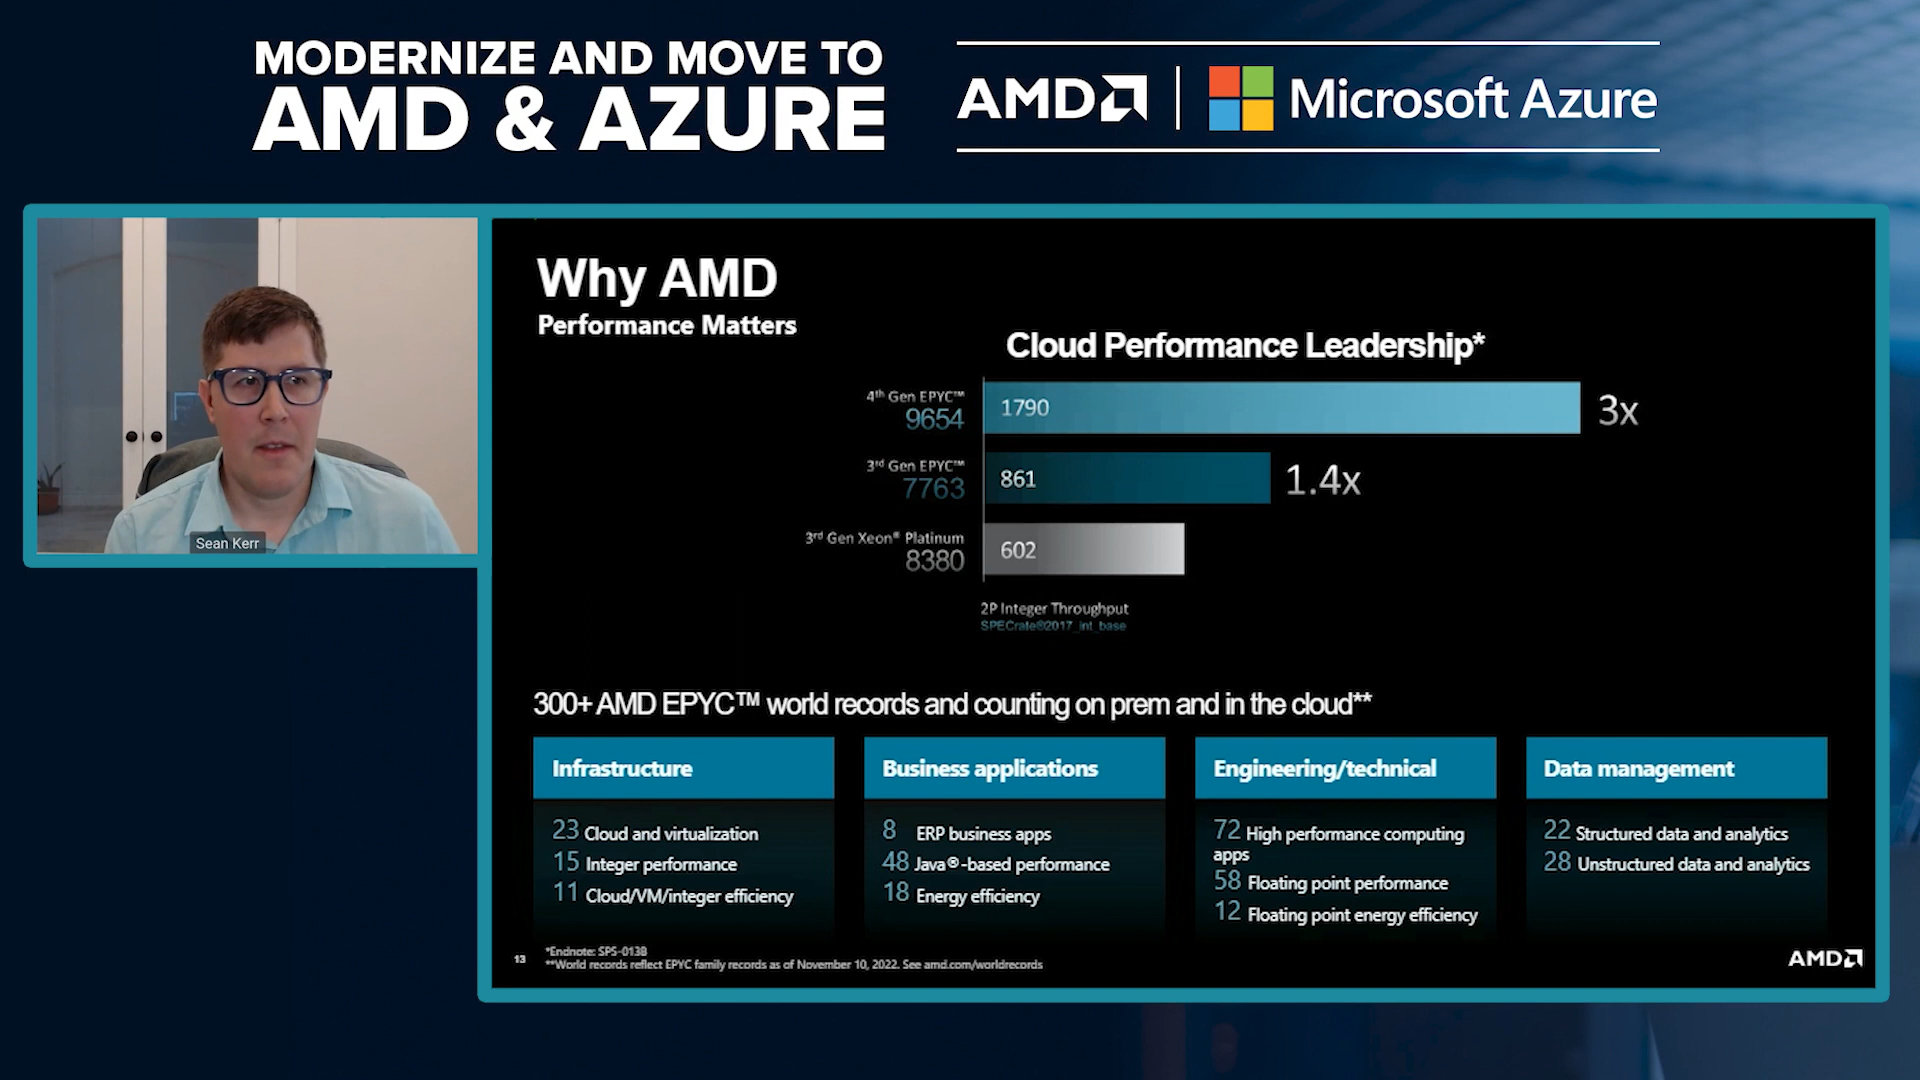 MODERNIZE AND MOVE TO
AMD & AZURE
AMD
Microsoft Azure
Sean Kerr
Why AMD
Performance Matters
Cloud Performance Leadership*
4th Gen EPYC™
9654
1790
3x
3rd Gen EPYC™
7763
861
1.4x
3rd Gen Xeon® Platinum
8380
602
2P Integer Throughput
SPECrate®2017_int_base
300+ AMD EPYC™ world records and counting on prem and in the cloud**
Infrastructure
23 Cloud and virtualization
15 Integer performance
11 Cloud/VM/integer efficiency
Business applications
8 ERP business apps
48 Java®-based performance
18 Energy efficiency
Engineering/technical
72 High performance computing
apps
58 Floating point performance
12 Floating point energy efficiency
Data management
22 Structured data and analytics
28 Unstructured data and analytics
13
*Endnote: SP5-013B
**World records reflect EPYC family records as of November 10, 2022. See amd.com/worldrecords
AMD